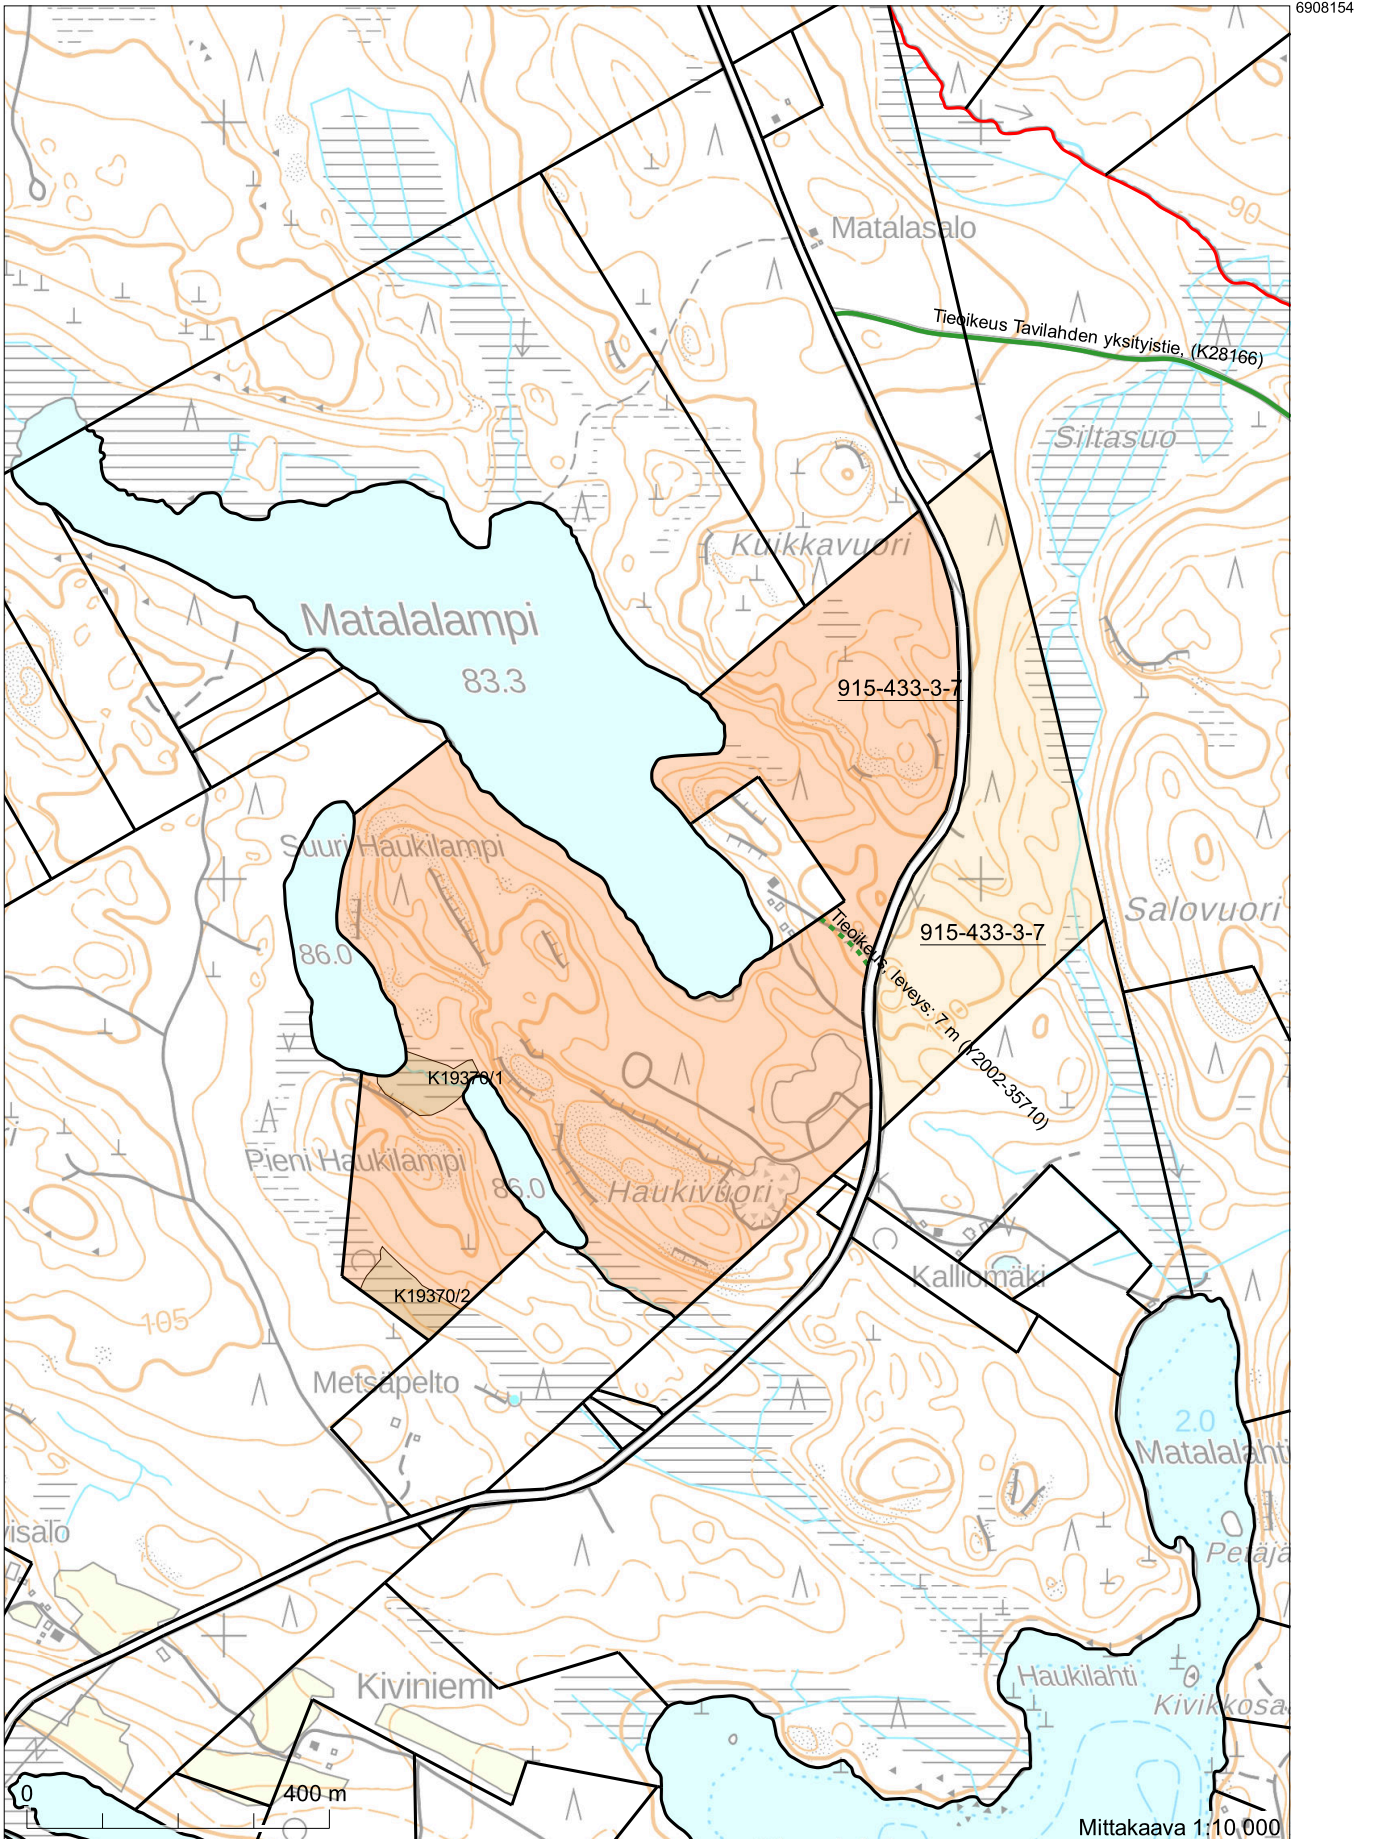 6908154
Matalasalo
90
Tieoikeus Tavilahden yksityistie, (K28166)
Siltasuo
Kuikkavuori
Matalalampi
83.3
915-433-3-7
Suuri Haukilampi
86.0
Salovuori
915-433-3-7
Tieoikeus, leveys: 7 m (Y2002-35710)
K19370/1
Pieni Haukilampi
86.0
Haukivuori
K19370/2
Kalliomäki
105
Metsäpelto
2.0
Matalalahti
visalo
Petäjä
Kiviniemi
Haukilahti
Kivikkosa
0 400 m
Mittakaava 1:10 000